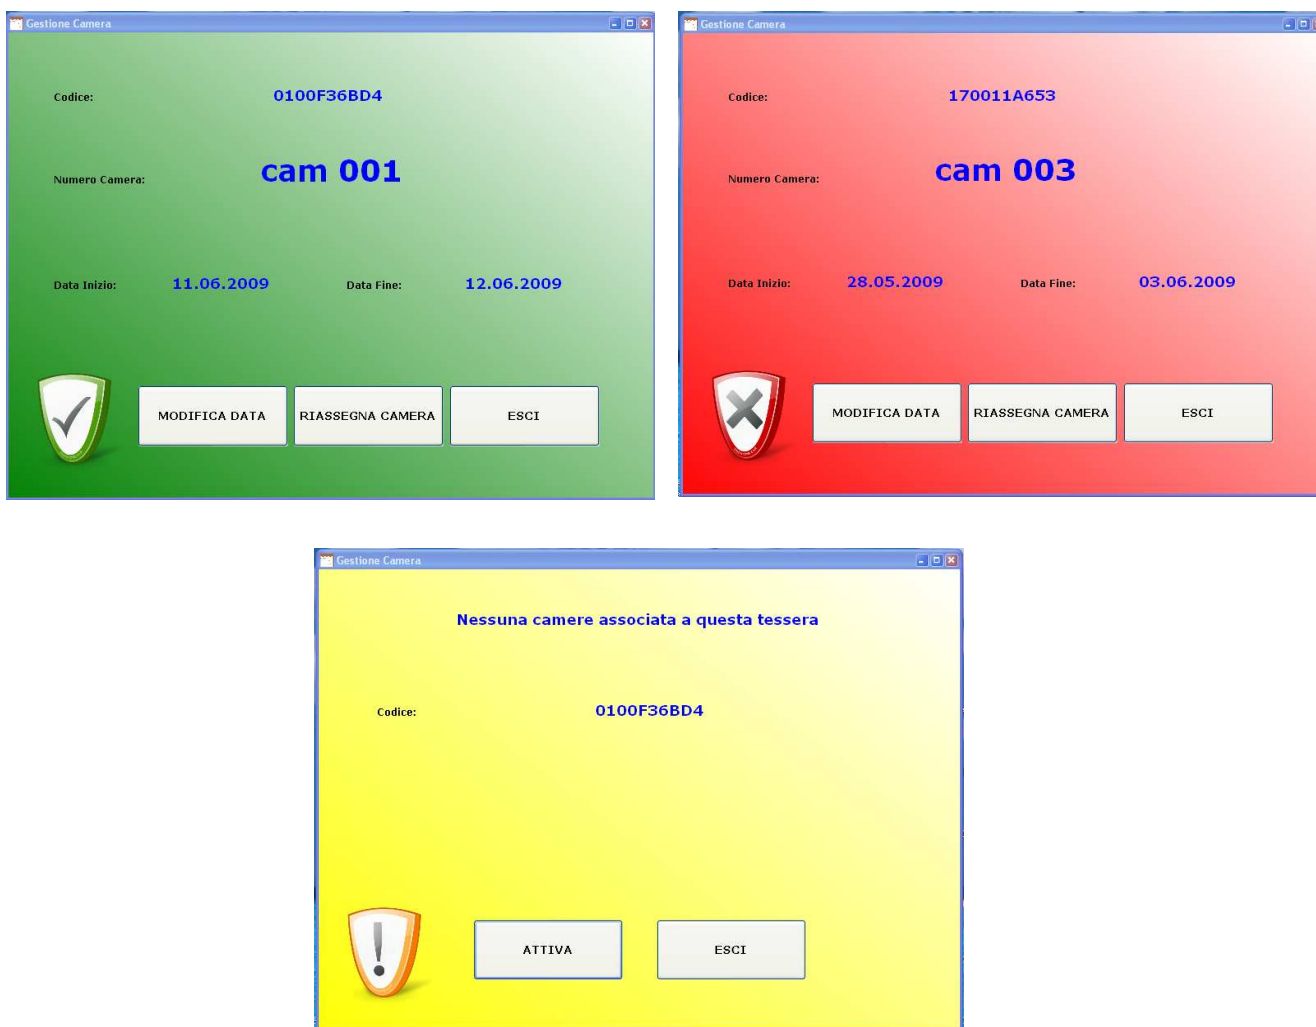 Gestione Camera
Codice: 0100F36BD4
Numero Camera: cam 001
Data Inizio: 11.06.2009 Data Fine: 12.06.2009
MODIFICA DATA RIASSEGNA CAMERA ESCI
Gestione Camera
Codice: 170011A653
Numero Camera: cam 003
Data Inizio: 28.05.2009 Data Fine: 03.06.2009
MODIFICA DATA RIASSEGNA CAMERA ESCI
Gestione Camera
Nessuna camere associata a questa tessera
Codice: 0100F36BD4
ATTIVA ESCI